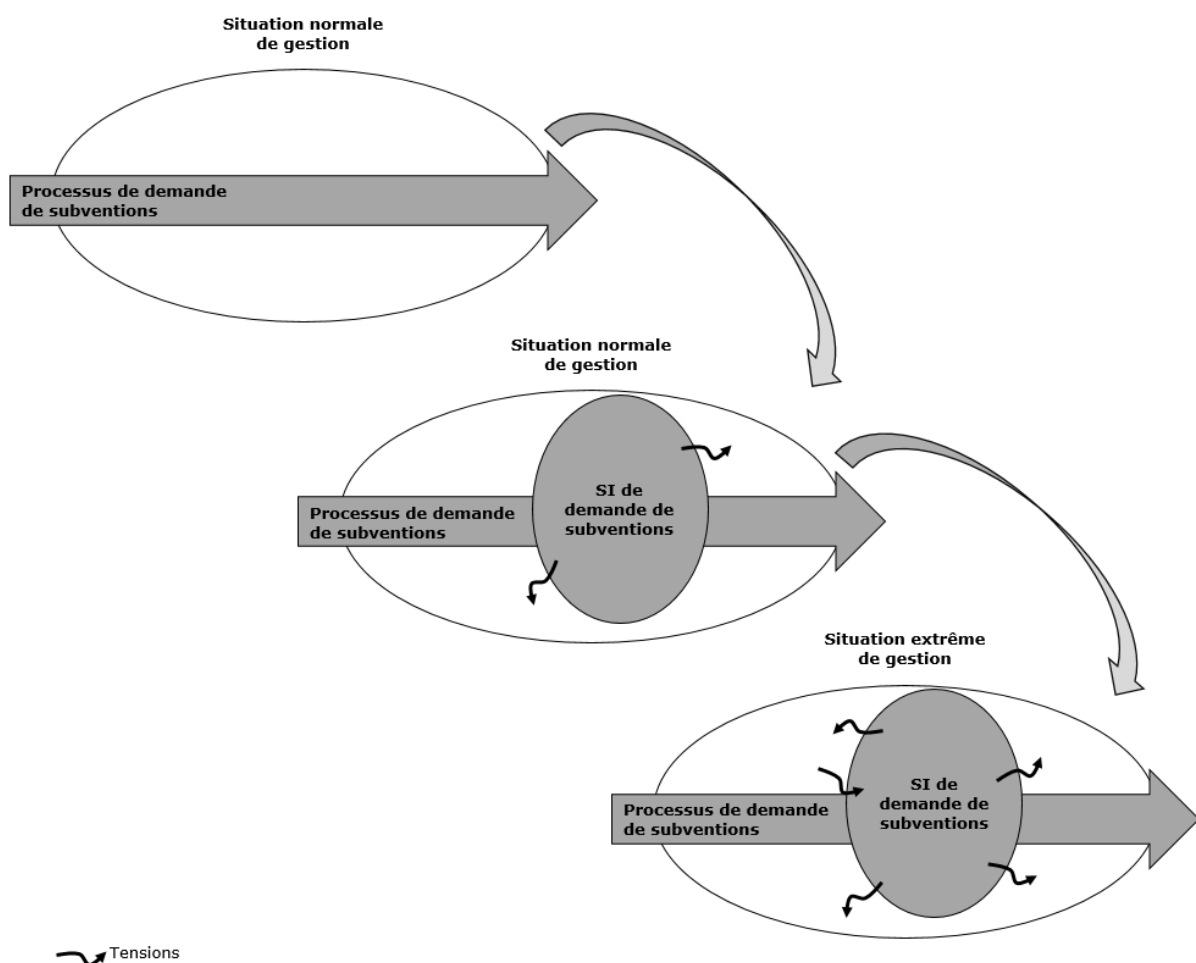 Situation normale
de gestion
Processus de demande
de subventions
Situation normale
de gestion
SI de
demande de
subventions
Processus de demande
de subventions
Situation extrême
de gestion
SI de
demande de
subventions
Processus de demande
de subventions
Tensions